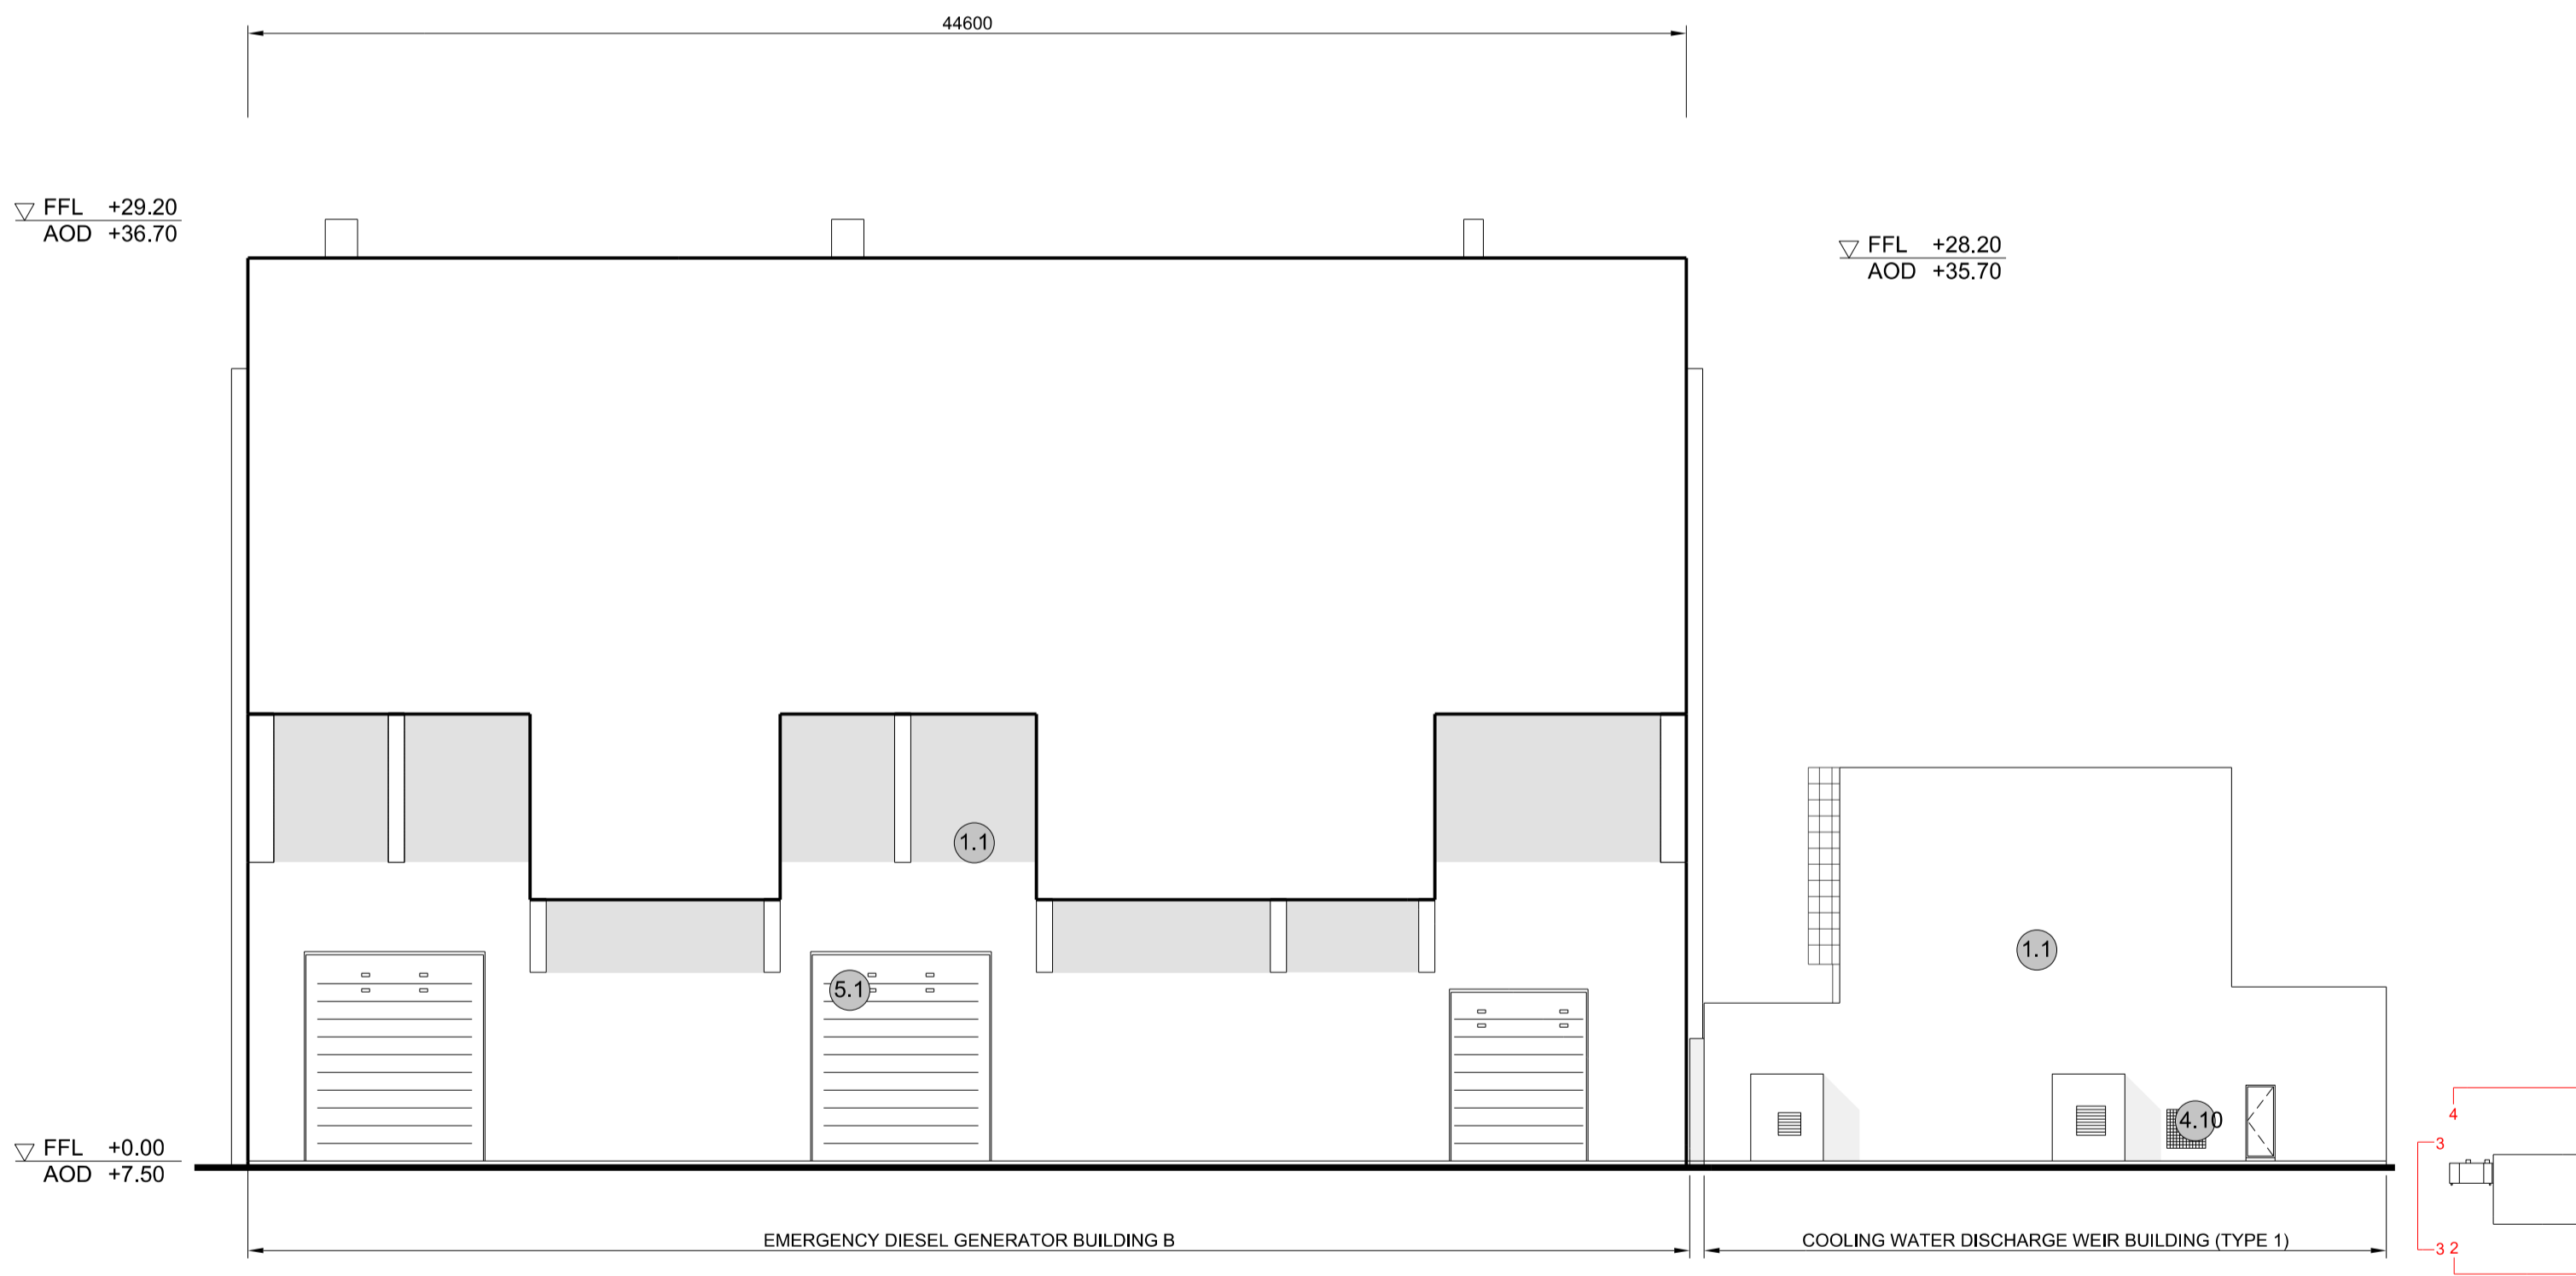 44600
FFL +29.20
AOD +36.70
FFL +28.20
AOD +35.70
1.1
1.1
5.1
4.10
4
3
FFL +0.00
AOD +7.50
EMERGENCY DIESEL GENERATOR BUILDING B
COOLING WATER DISCHARGE WEIR BUILDING (TYPE 1)
3 2